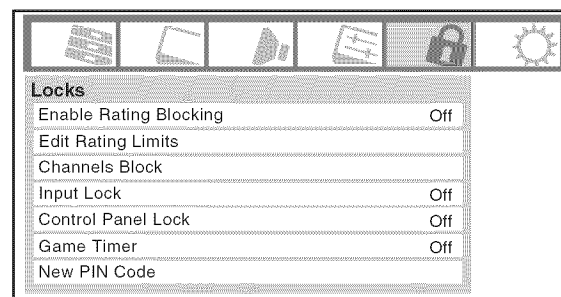 Locks
Enable Rating Blocking Off
Edit Rating Limits
Channels Block
Input Lock Off
Control Panel Lock Off
Game Timer Off
New PIN Code